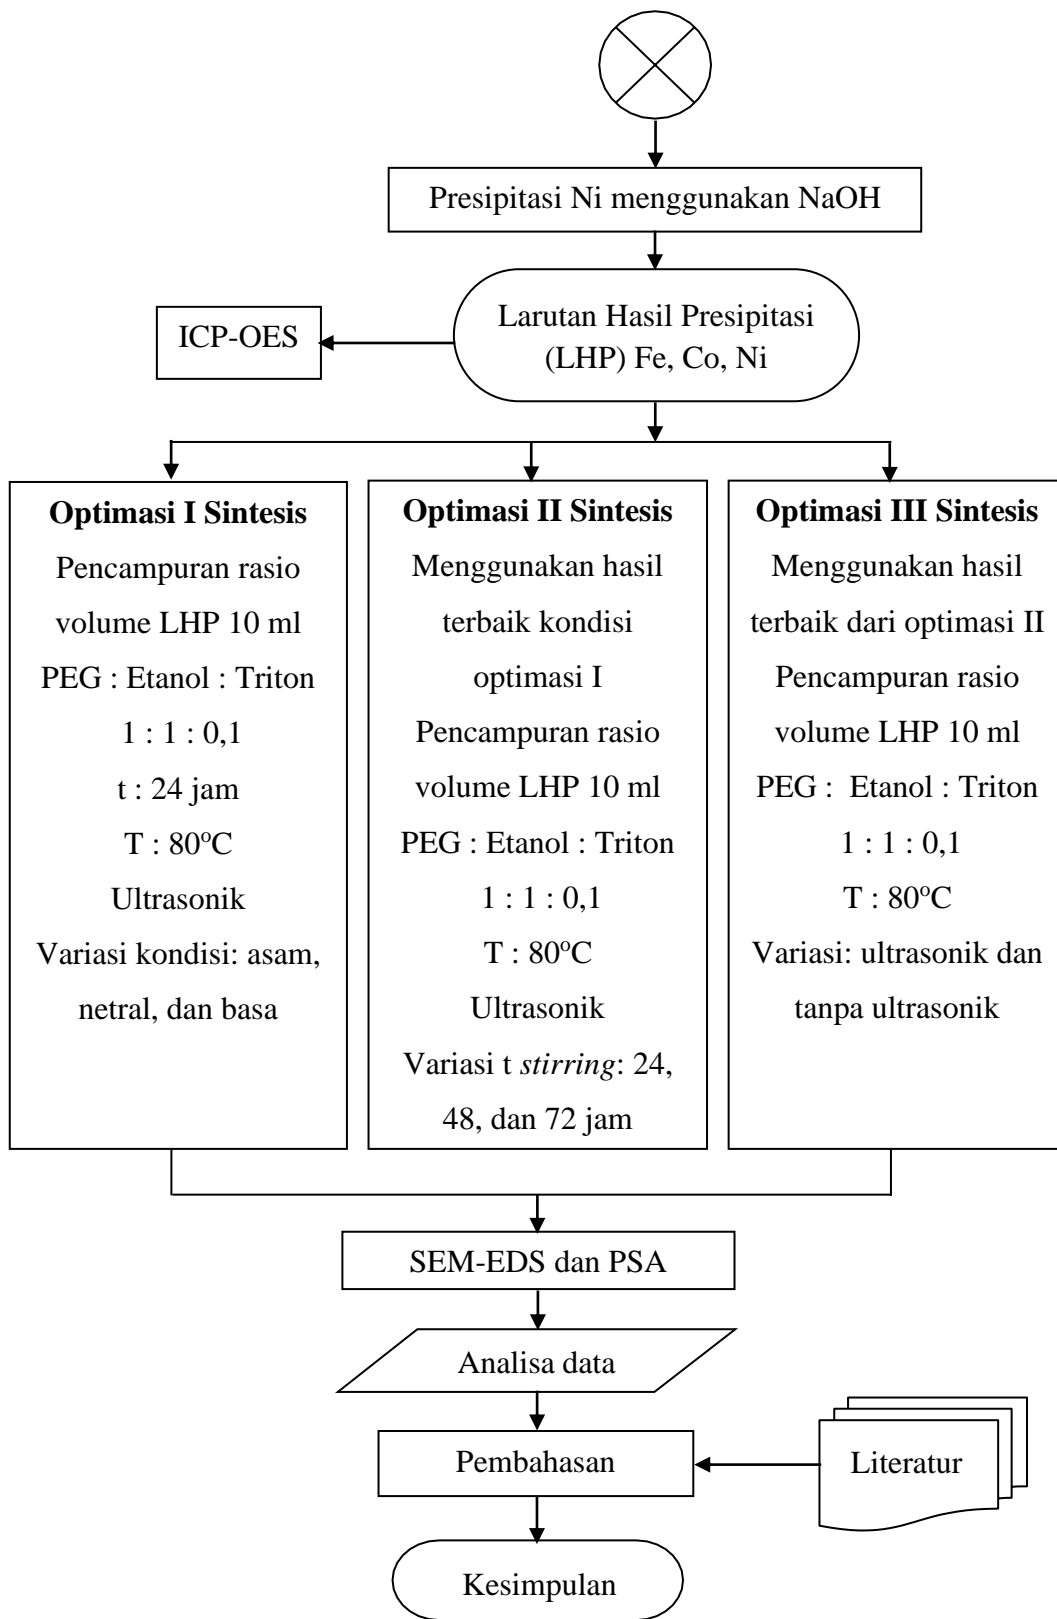 Presipitasi Ni menggunakan NaOH
Larutan Hasil Presipitasi
(LHP) Fe, Co, Ni
ICP-OES
Optimasi I Sintesis
Pencampuran rasio
volume LHP 10 ml
PEG : Etanol : Triton
1 : 1 : 0,1
t : 24 jam
T : 80°C
Ultrasonik
Variasi kondisi: asam,
netral, dan basa
Optimasi II Sintesis
Menggunakan hasil
terbaik kondisi
optimasi I
Pencampuran rasio
volume LHP 10 ml
PEG : Etanol : Triton
1 : 1 : 0,1
T : 80°C
Ultrasonik
Variasi t stirring: 24,
48, dan 72 jam
Optimasi III Sintesis
Menggunakan hasil
terbaik dari optimasi II
Pencampuran rasio
volume LHP 10 ml
PEG : Etanol : Triton
1 : 1 : 0,1
T : 80°C
Variasi: ultrasonik dan
tanpa ultrasonik
SEM-EDS dan PSA
Analisa data
Pembahasan
Literatur
Kesimpulan